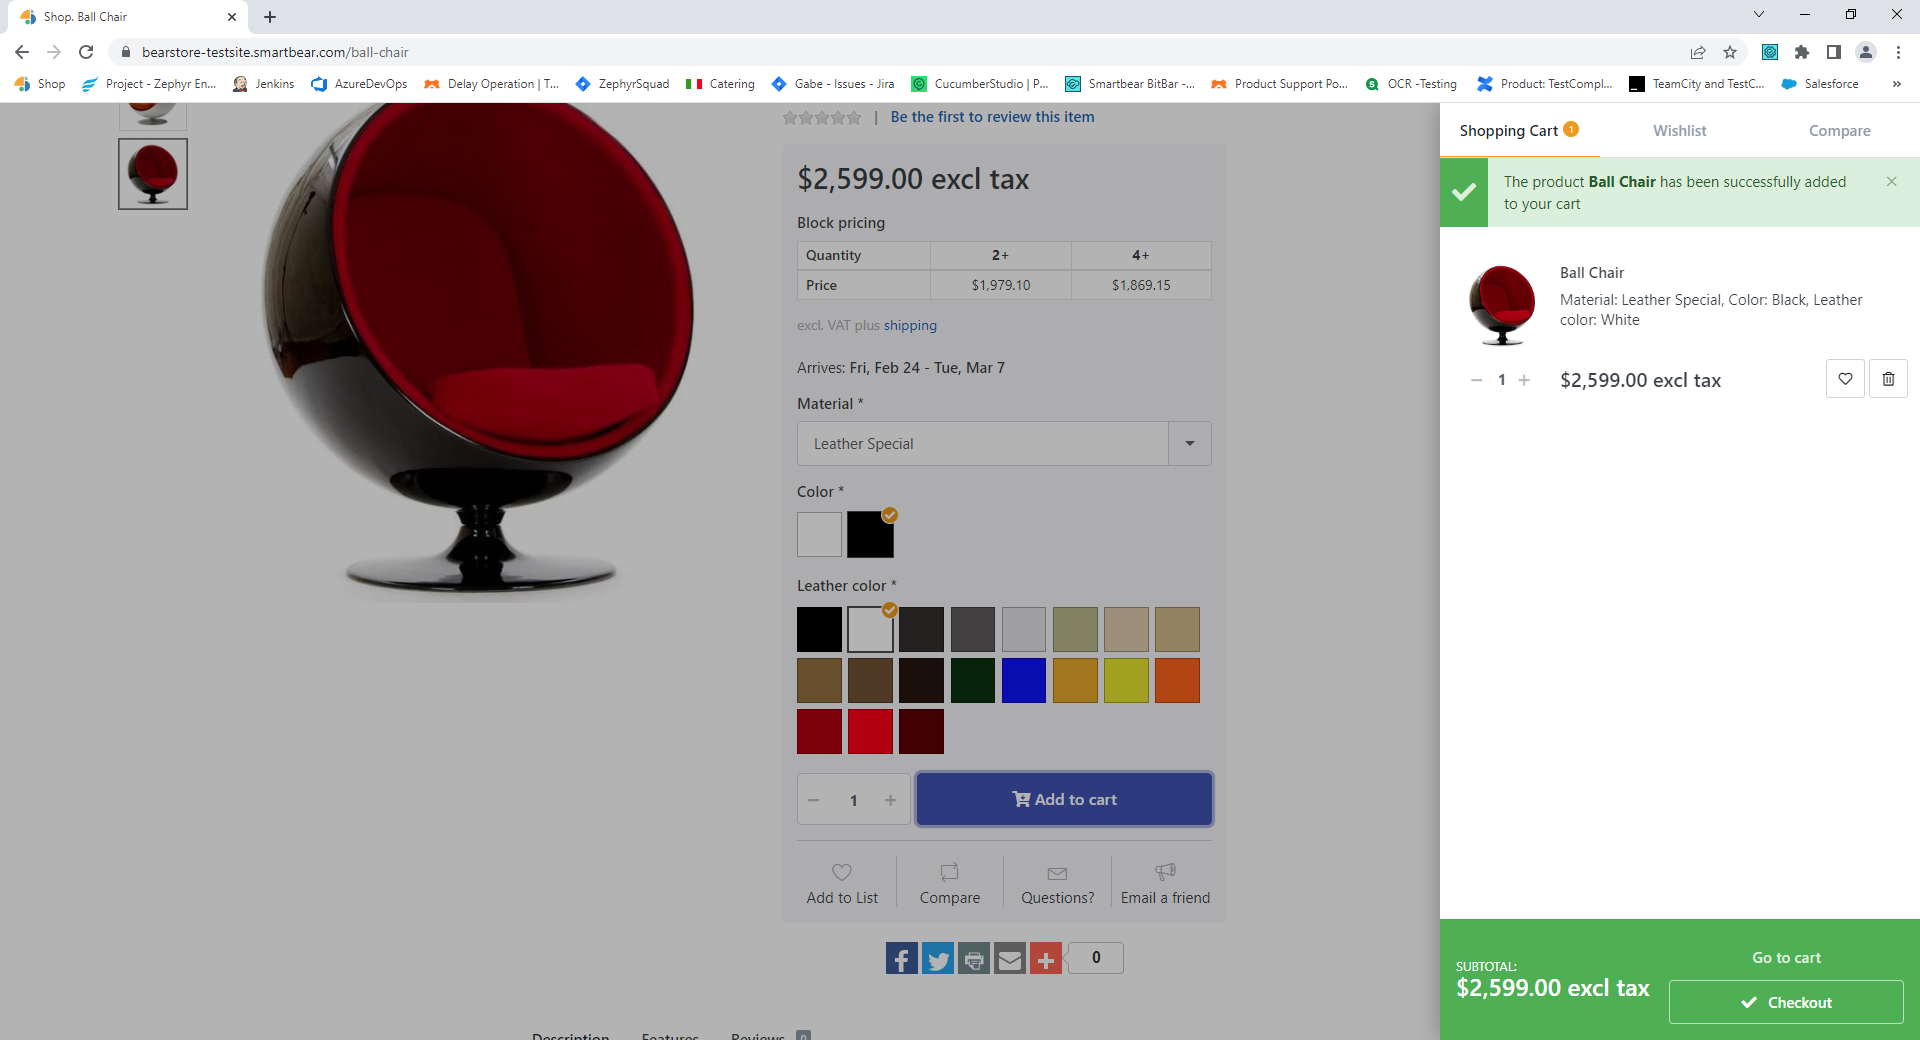 Shop. Ball Chair
bearstore-testsite.smartbear.com/ball-chair
Shop Project - Zephyr En... Jenkins AzureDevOps Delay Operation | T... ZephyrSquad Catering Gabe - Issues - Jira CucumberStudio | P... Smartbear BitBar -... Product Support Po... OCR -Testing Product: TestCompl... TeamCity and TestC... Salesforce »
| Be the first to review this item
$2,599.00 excl tax
Block pricing
Quantity 2+ 4+
Price $1,979.10 $1,869.15
excl. VAT plus shipping
Arrives: Fri, Feb 24 - Tue, Mar 7
Material *
Leather Special
Color *
Leather color *
− 1 + Add to cart
Add to List Compare Questions? Email a friend
0
Description Features Reviews 0
Shopping Cart 1 Wishlist Compare
The product Ball Chair has been successfully added
to your cart
Ball Chair
Material: Leather Special, Color: Black, Leather
color: White
− 1 + $2,599.00 excl tax
Go to cart
SUBTOTAL:
$2,599.00 excl tax
Checkout